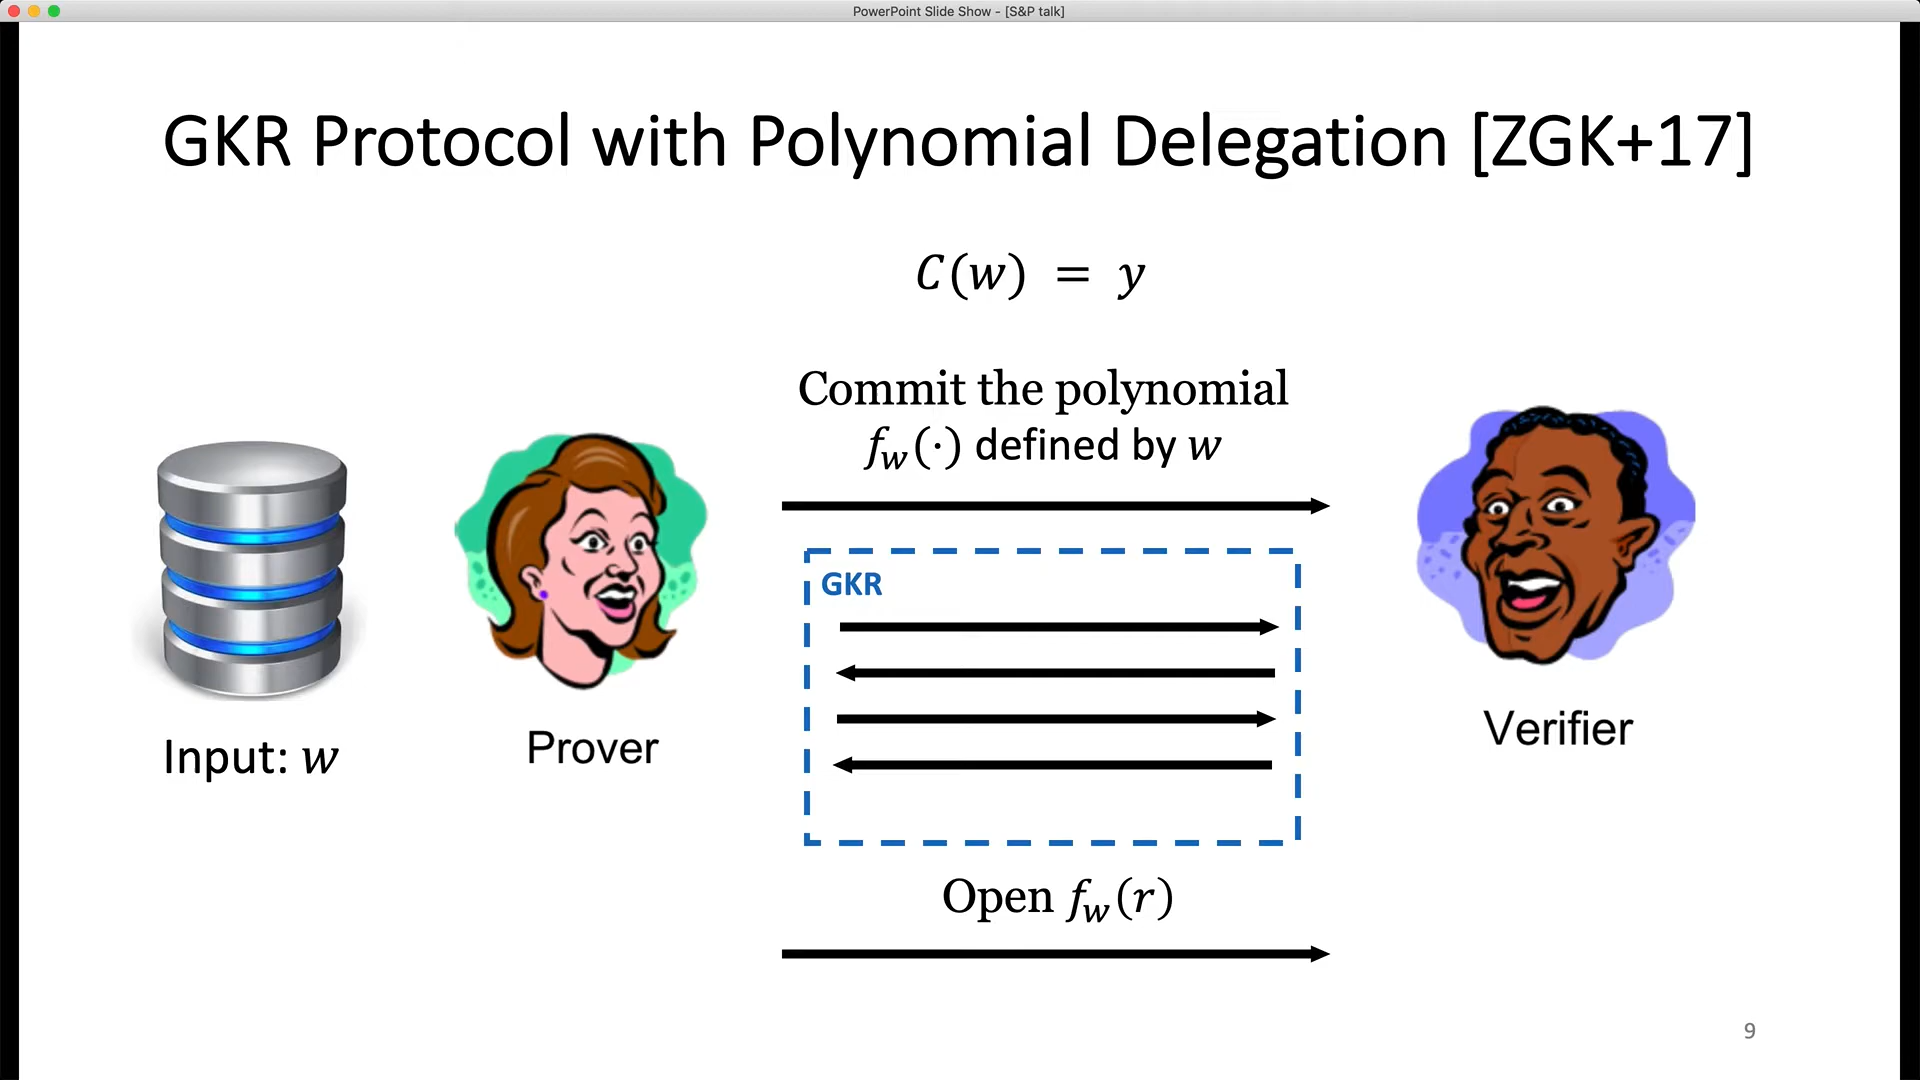 PowerPoint Slide Show - [S&P talk]
GKR Protocol with Polynomial Delegation [ZGK+17]
C(w) = y
Commit the polynomial
f_w(·) defined by w
GKR
Input: w
Prover
Verifier
Open f_w(r)
9